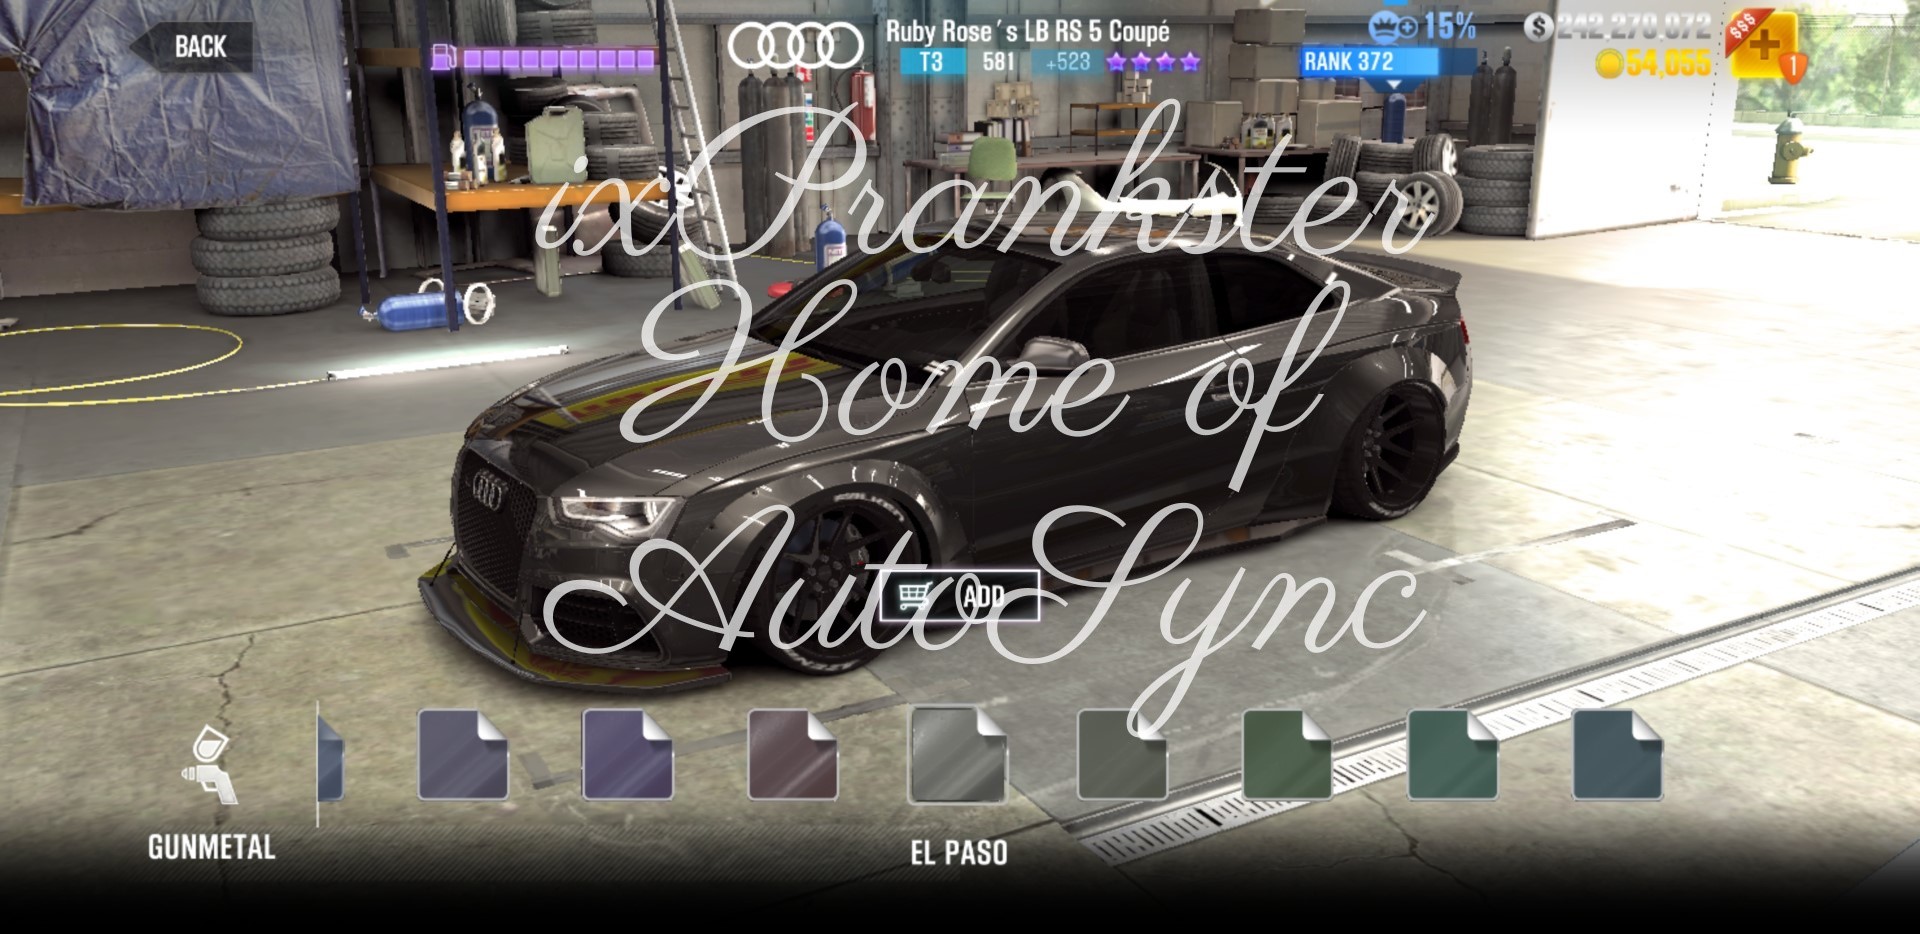 BACK
Ruby Rose´s LB RS 5 Coupé
T3 581 +523
15%
RANK 372
$ 242,270,072
54,055
$$$
1
ixPrankster
Home of
AutoSync
ADD
GUNMETAL
EL PASO